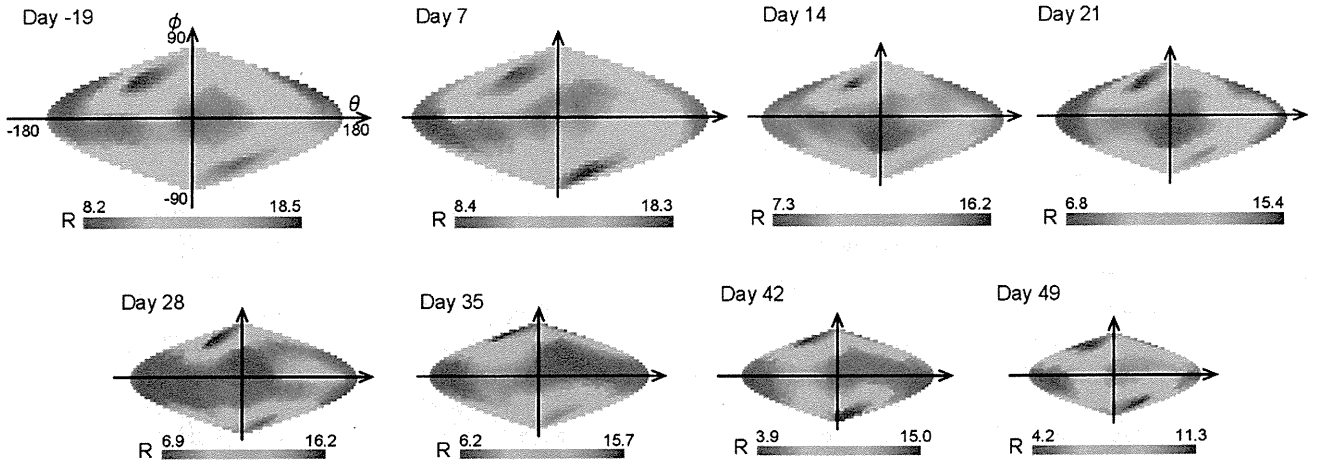 Day -19
ϕ
90
θ
-180
180
-90
8.2 18.5
R
Day 7
8.4 18.3
R
Day 14
7.3 16.2
R
Day 21
6.8 15.4
R
Day 28
6.9 16.2
R
Day 35
6.2 15.7
R
Day 42
3.9 15.0
R
Day 49
4.2 11.3
R